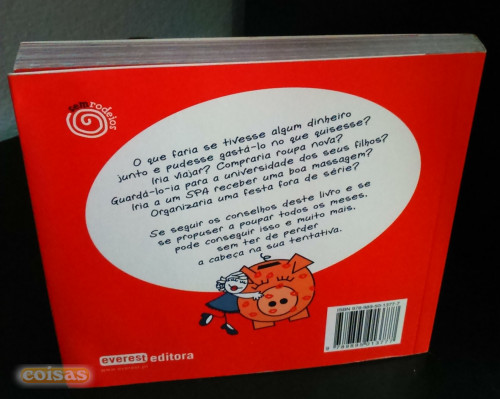 sem rodeios
O que faria se tivesse algum dinheiro
junto e pudesse gastá-lo no que quisesse?
Iria viajar? Compraria roupa nova?
Guardá-lo-ia para a universidade dos seus filhos?
Iria a um SPA receber uma boa massagem?
Organizaria uma festa fora de série?
Se seguir os conselhos deste livro e se
se propuser a poupar todos os meses,
pode conseguir isso e muito mais,
sem ter de perder
a cabeça na sua tentativa.
everest editora
coisas